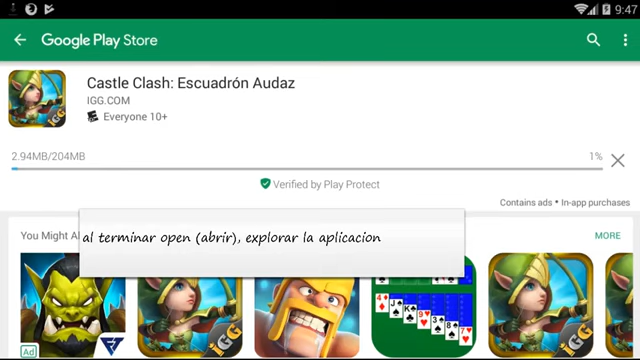 9:47
Google Play Store
Castle Clash: Escuadrón Audaz
IGG.COM
Everyone 10+
2.94MB/204MB
1%
Verified by Play Protect
Contains ads • In-app purchases
You Might Al
MORE
al terminar open (abrir), explorar la aplicacion
Ad
IGG
IGG